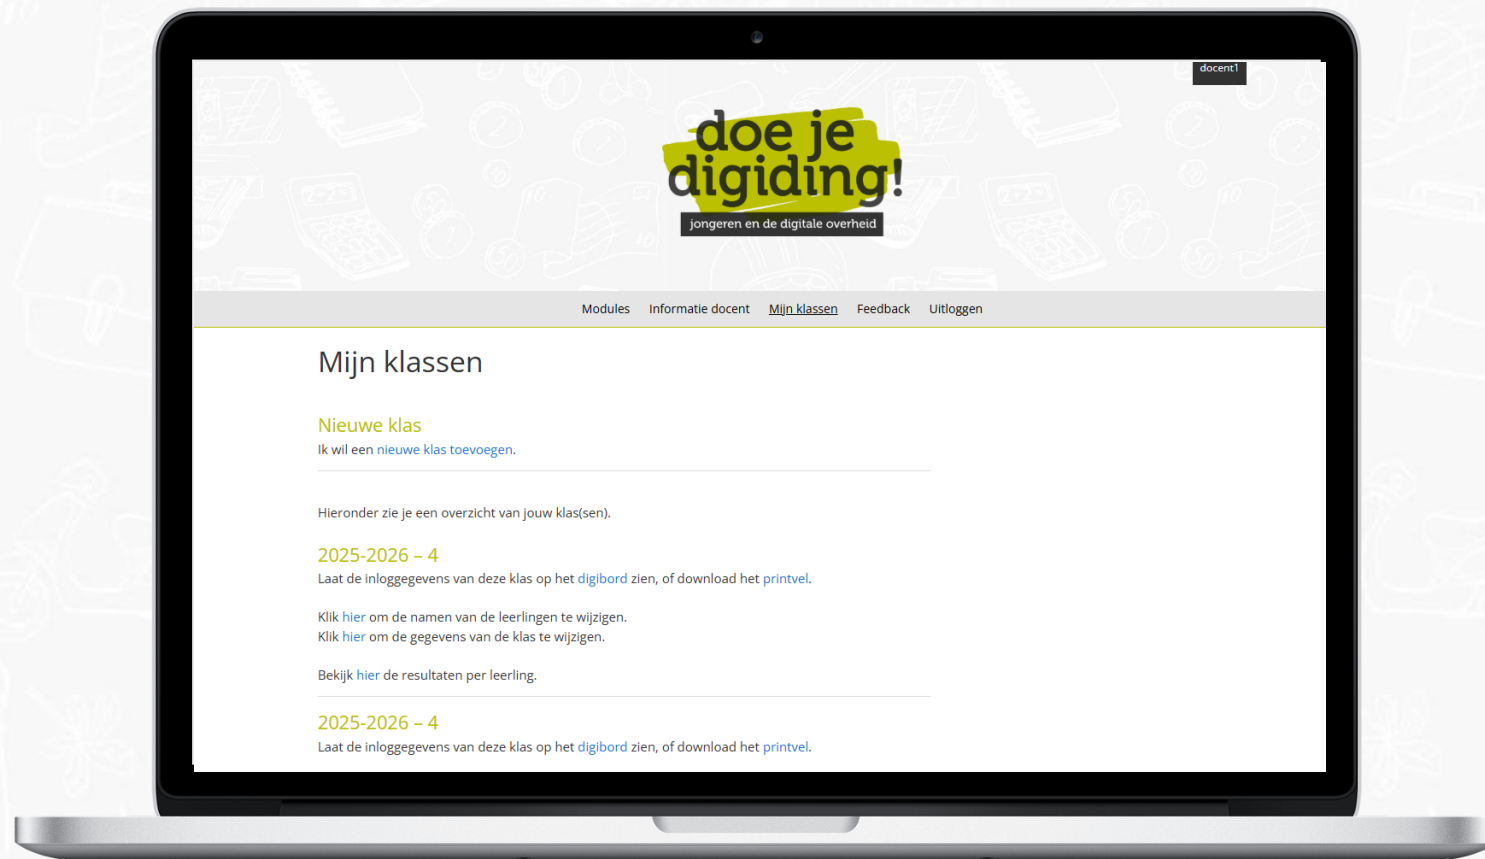 docent1
doe je
digiding!
jongeren en de digitale overheid
Modules Informatie docent Mijn klassen Feedback Uitloggen
Mijn klassen
Nieuwe klas
Ik wil een nieuwe klas toevoegen.
Hieronder zie je een overzicht van jouw klas(sen).
2025-2026 – 4
Laat de inloggegevens van deze klas op het digibord zien, of download het printvel.
Klik hier om de namen van de leerlingen te wijzigen.
Klik hier om de gegevens van de klas te wijzigen.
Bekijk hier de resultaten per leerling.
2025-2026 – 4
Laat de inloggegevens van deze klas op het digibord zien, of download het printvel.